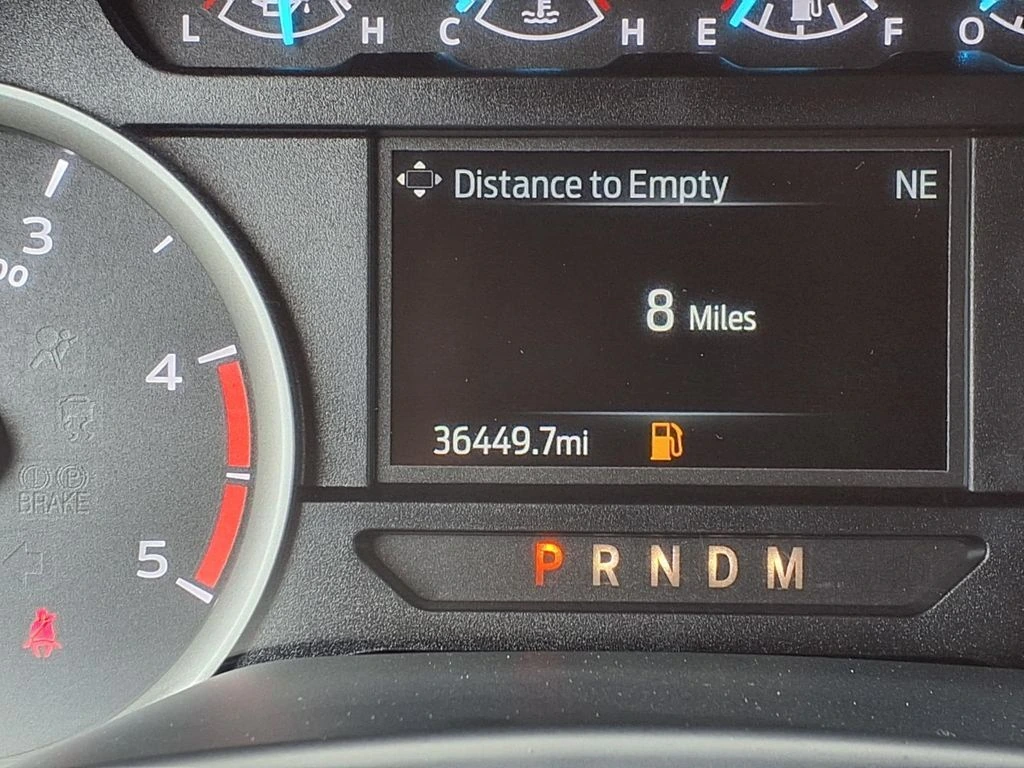 L H C H E F O
Distance to Empty NE
3
8 Miles
4
36449.7mi
BRAKE
5
P R N D M